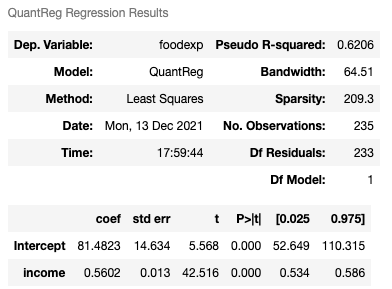 QuantReg Regression Results
Dep. Variable: foodexp Pseudo R-squared: 0.6206
Model: QuantReg Bandwidth: 64.51
Method: Least Squares Sparsity: 209.3
Date: Mon, 13 Dec 2021 No. Observations: 235
Time: 17:59:44 Df Residuals: 233
Df Model: 1
coef std err t P>|t| [0.025 0.975]
Intercept 81.4823 14.634 5.568 0.000 52.649 110.315
income 0.5602 0.013 42.516 0.000 0.534 0.586